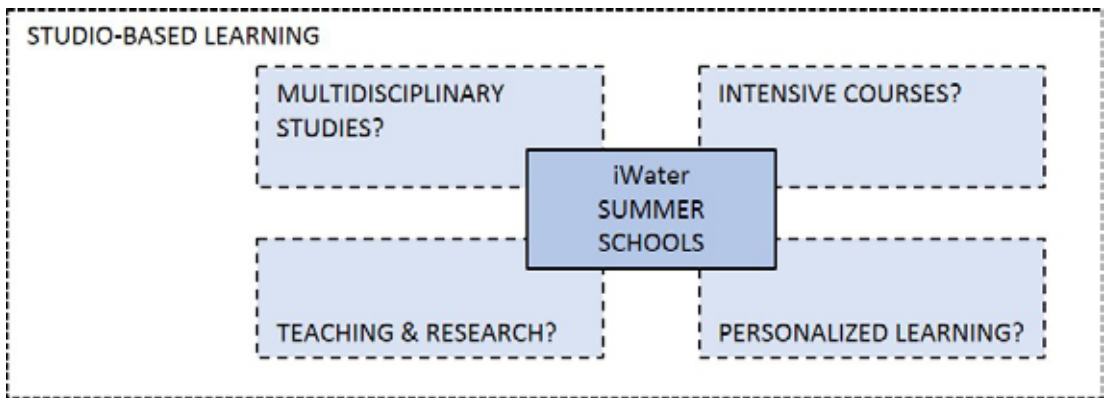 STUDIO-BASED LEARNING
MULTIDISCIPLINARY
STUDIES?
INTENSIVE COURSES?
iWater
SUMMER
SCHOOLS
TEACHING & RESEARCH?
PERSONALIZED LEARNING?